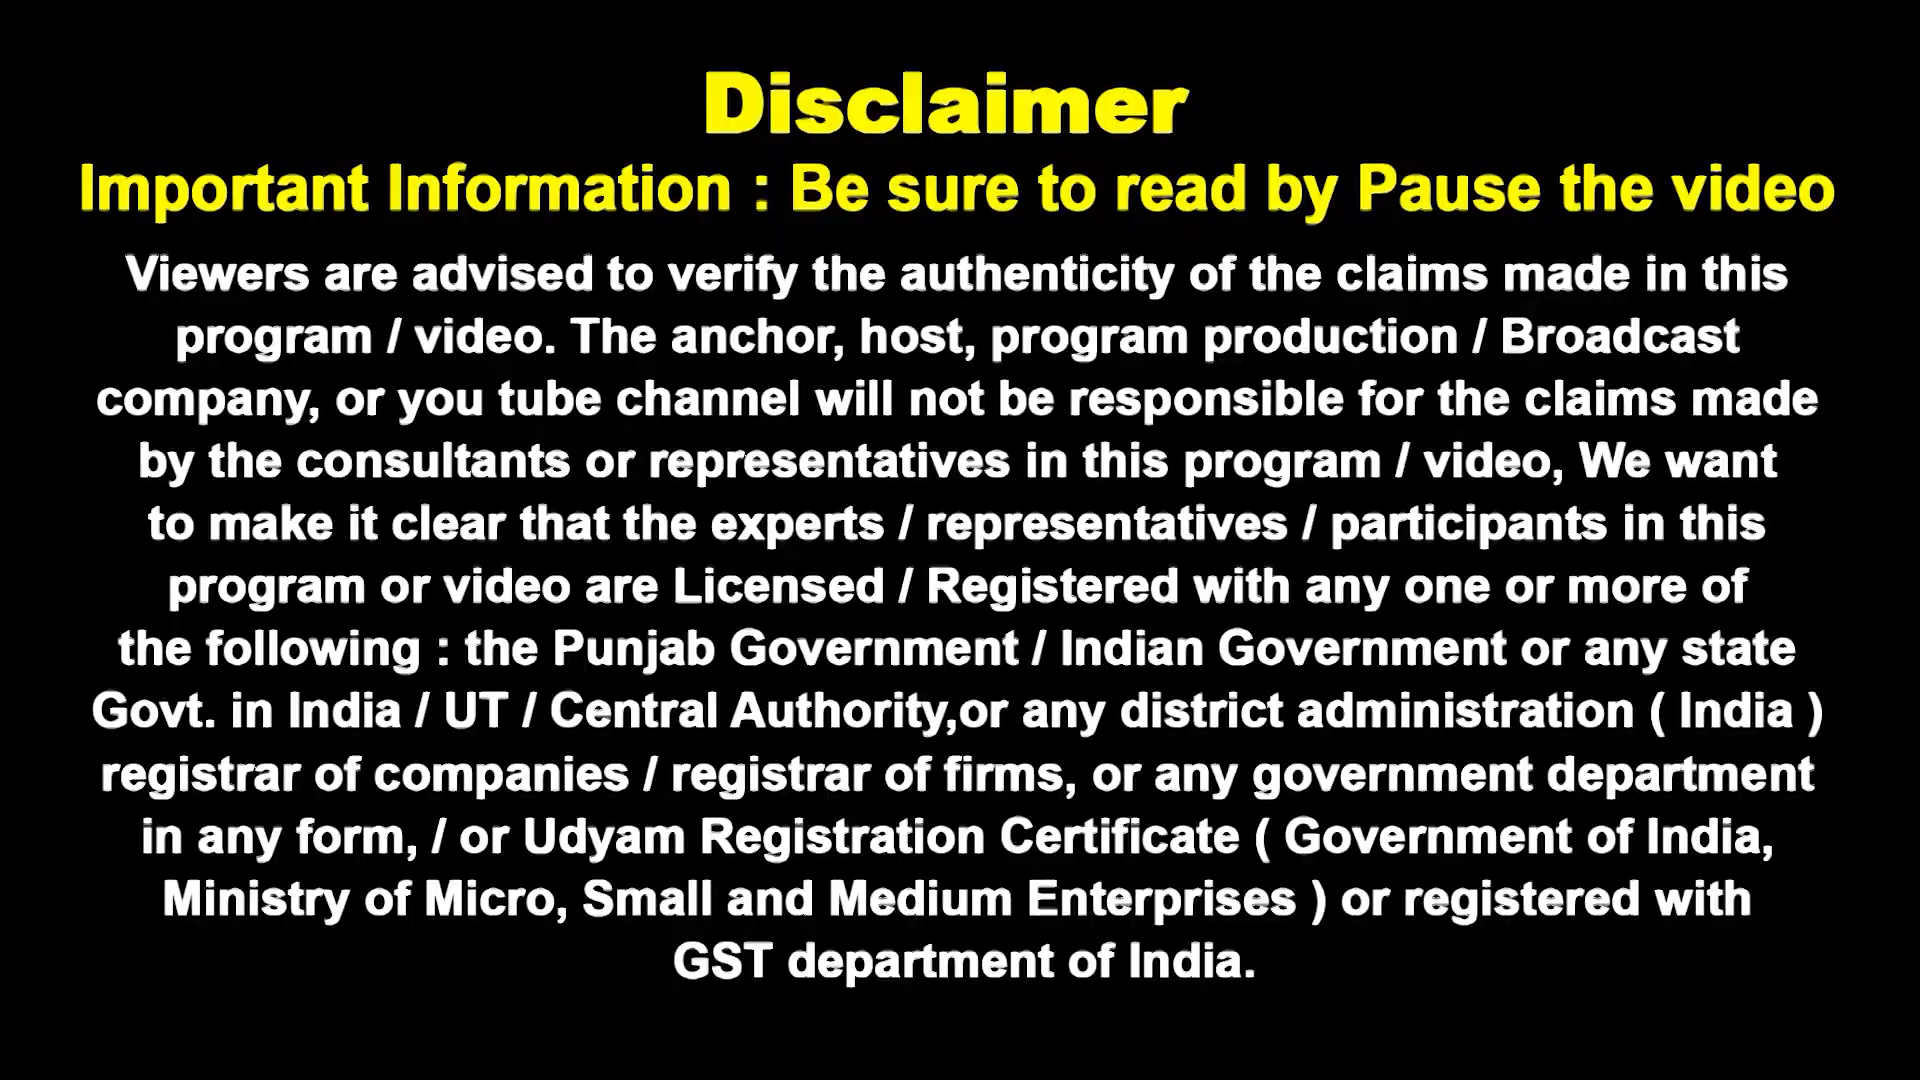 Disclaimer
Important Information : Be sure to read by Pause the video
Viewers are advised to verify the authenticity of the claims made in this
program / video. The anchor, host, program production / Broadcast
company, or you tube channel will not be responsible for the claims made
by the consultants or representatives in this program / video, We want
to make it clear that the experts / representatives / participants in this
program or video are Licensed / Registered with any one or more of
the following : the Punjab Government / Indian Government or any state
Govt. in India / UT / Central Authority,or any district administration ( India )
registrar of companies / registrar of firms, or any government department
in any form, / or Udyam Registration Certificate ( Government of India,
Ministry of Micro, Small and Medium Enterprises ) or registered with
GST department of India.